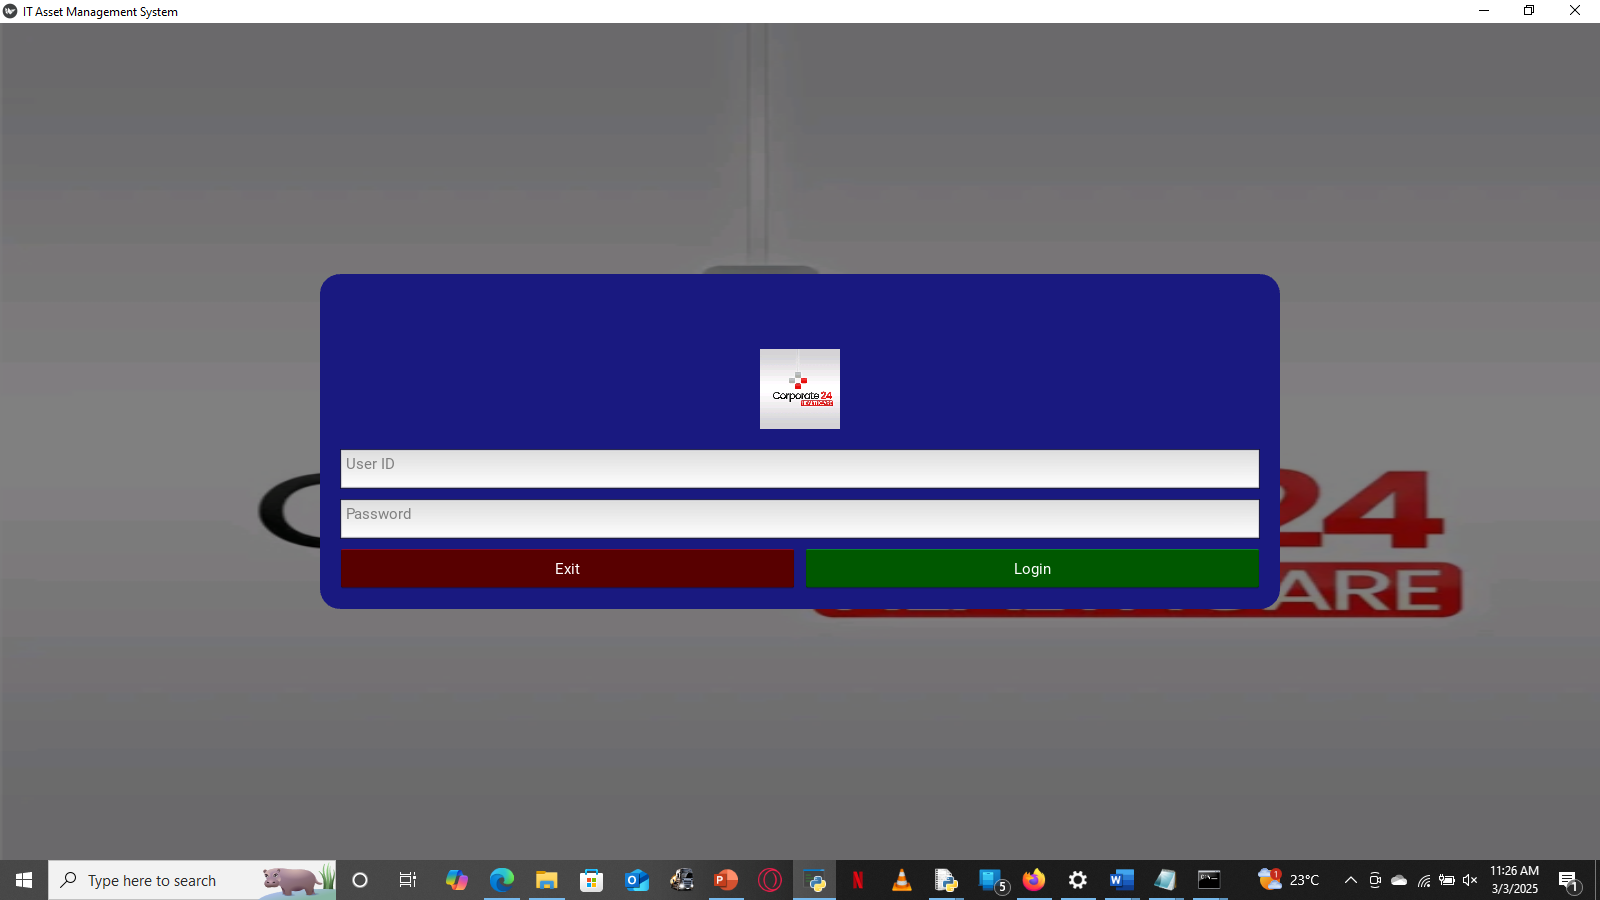 IT Asset Management System
Corporate 24
User ID
Password
Exit
Login
24
ARE
Type here to search
5
1
23°C
11:26 AM
3/3/2025
1